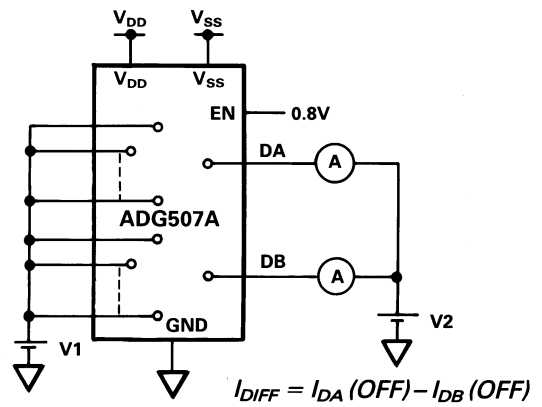 VDD VSS
VDD VSS
EN 0.8V
DA A
ADG507A
DB A
GND
V1 V2
IDIFF = IDA (OFF) – IDB (OFF)